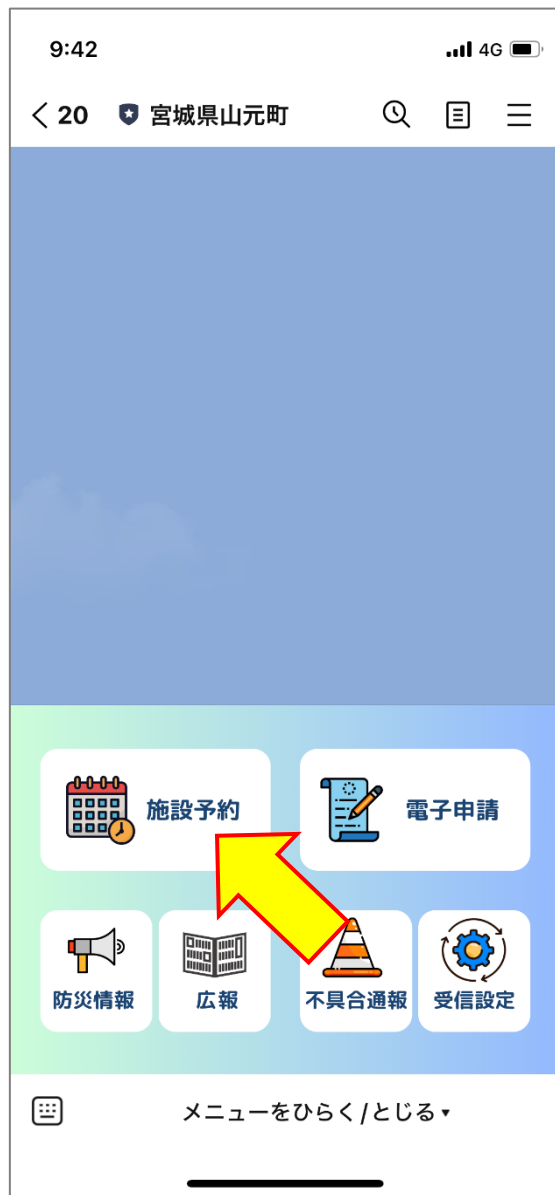 9:42
4G
20 宮城県山元町
施設予約
電子申請
防災情報
広報
不具合通報
受信設定
メニューをひらく/とじる▾